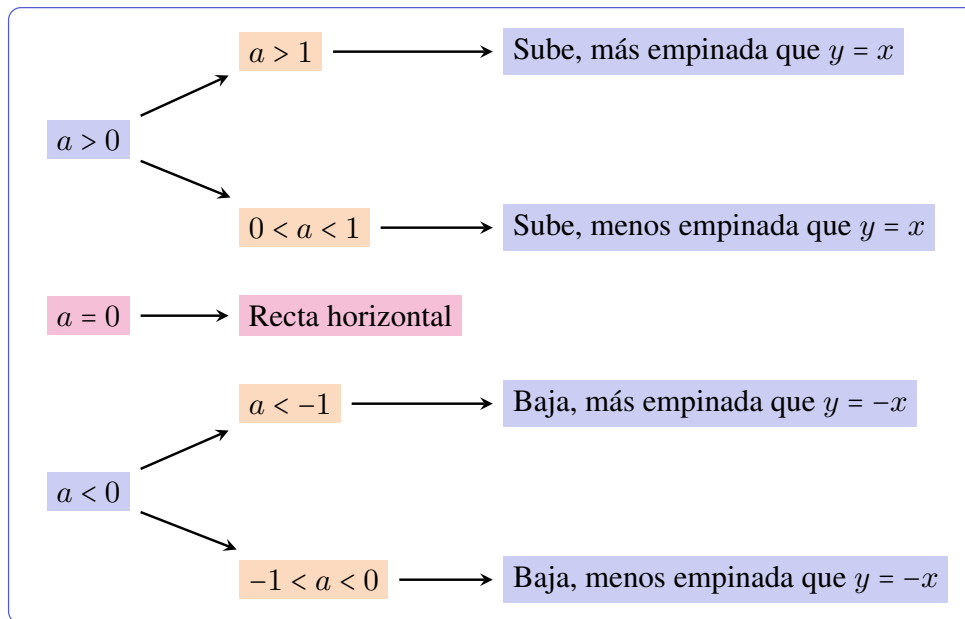 a > 1
Sube, más empinada que y = x
a > 0
0 < a < 1
Sube, menos empinada que y = x
a = 0
Recta horizontal
a < −1
Baja, más empinada que y = −x
a < 0
−1 < a < 0
Baja, menos empinada que y = −x